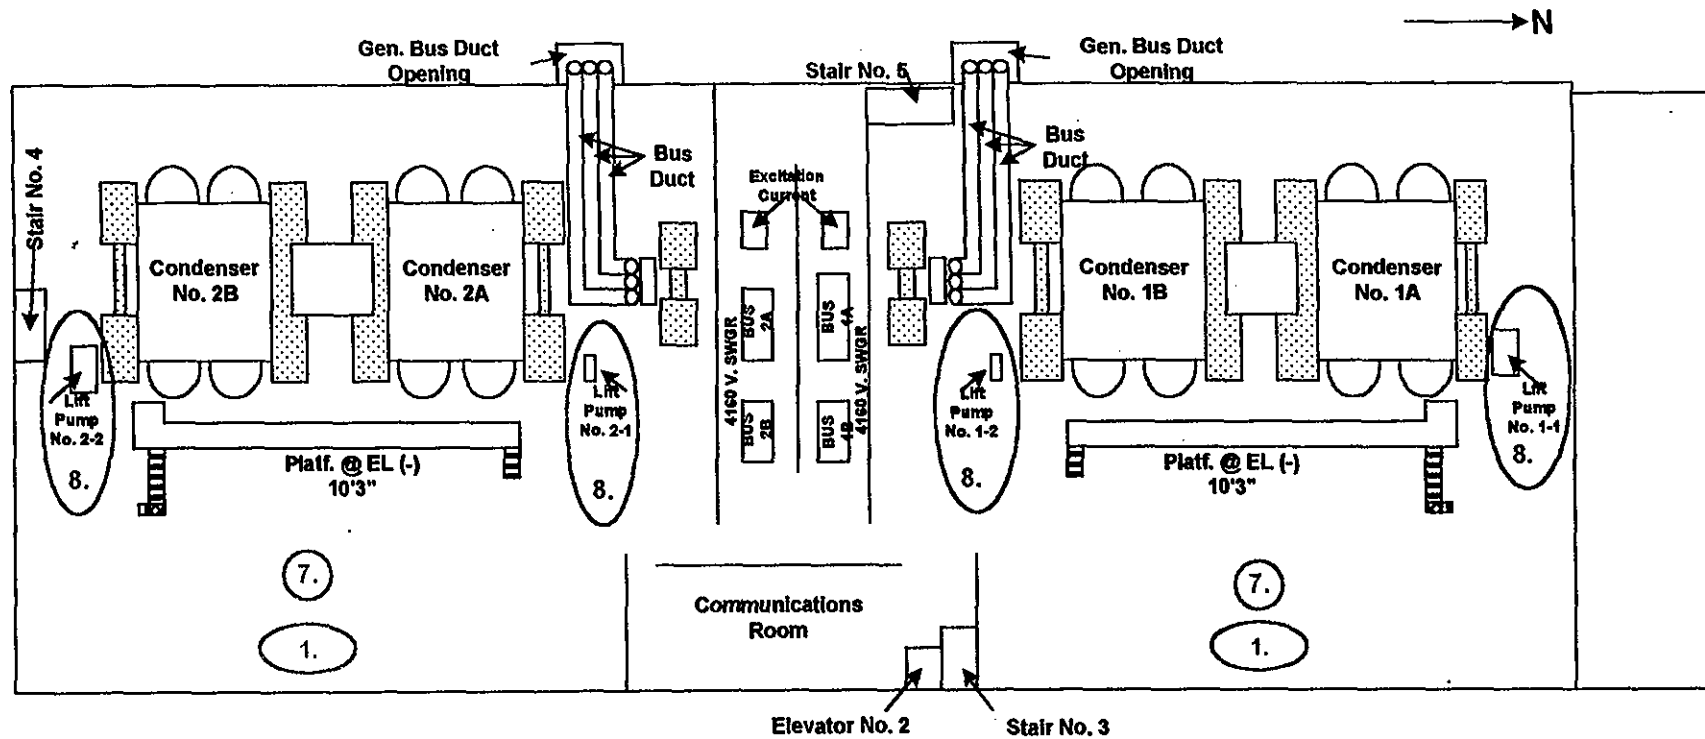 N
Gen. Bus Duct
Opening
Stair No. 5
Gen. Bus Duct
Opening
Stair No. 4
Bus
Duct
Excitation
Current
Bus
Duct
Condenser
No. 2B
Condenser
No. 2A
Condenser
No. 1B
Condenser
No. 1A
4160 V. SWGR
BUS
2A
BUS
1A
4160 V. SWGR
BUS
2B
BUS
1B
Lift
Pump
No. 2-2
8.
Lift
Pump
No. 2-1
8.
Lift
Pump
No. 1-2
8.
Lift
Pump
No. 1-1
8.
Platf. @ EL (-)
10'3"
Platf. @ EL (-)
10'3"
7.
1.
Communications
Room
7.
1.
Elevator No. 2
Stair No. 3